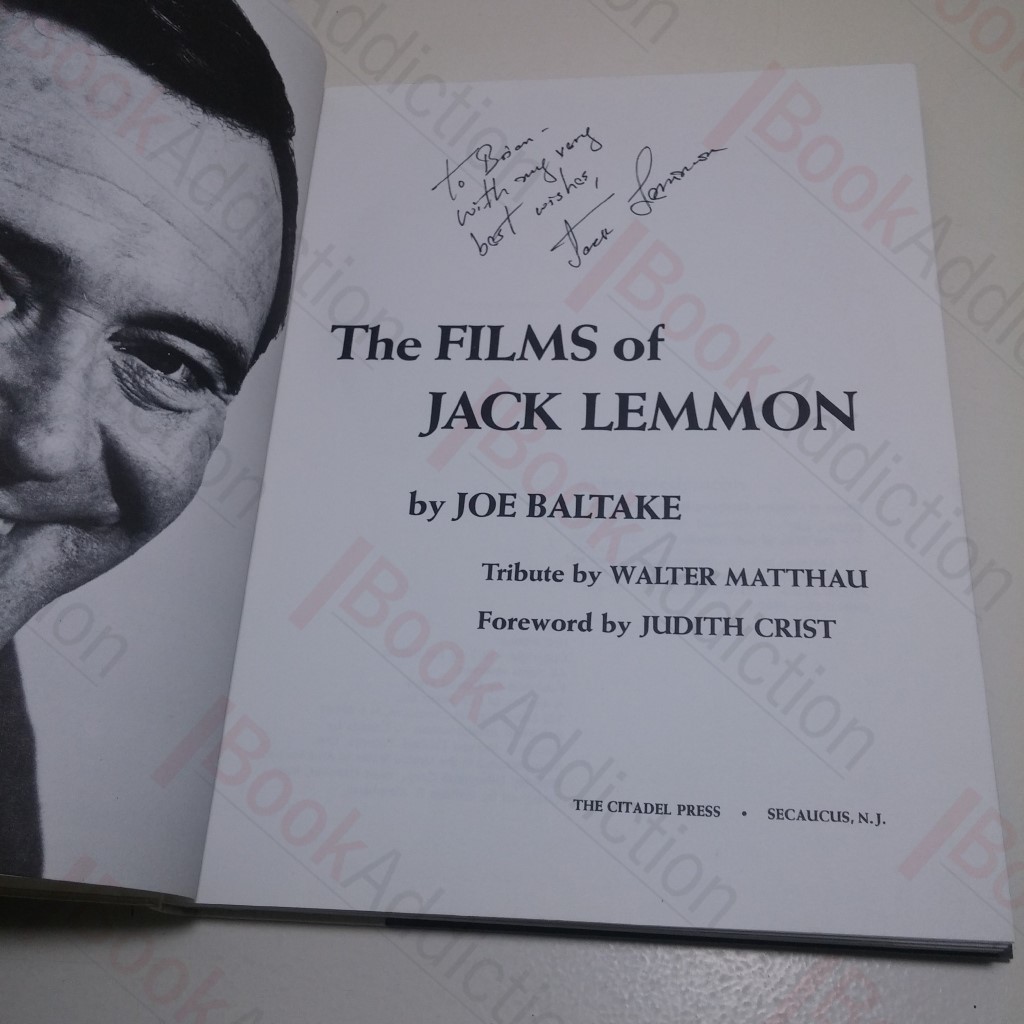 to Brian -
with my very
best wishes,
Jack Lemmon
The FILMS of
JACK LEMMON
by JOE BALTAKE
Tribute by WALTER MATTHAU
Foreword by JUDITH CRIST
THE CITADEL PRESS • SECAUCUS, N.J.
BookAddiction